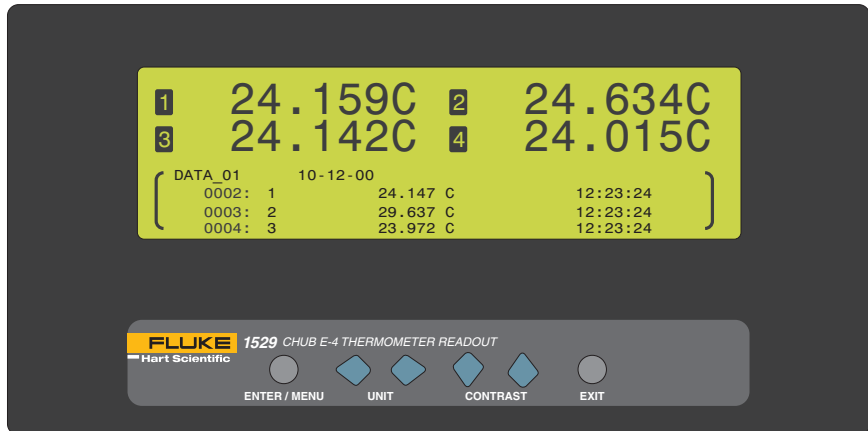 1 24.159C 2 24.634C
3 24.142C 4 24.015C
DATA_01 10-12-00
0002: 1 24.147 C 12:23:24
0003: 2 29.637 C 12:23:24
0004: 3 23.972 C 12:23:24
FLUKE 1529 CHUB E-4 THERMOMETER READOUT
Hart Scientific
ENTER / MENU UNIT CONTRAST EXIT